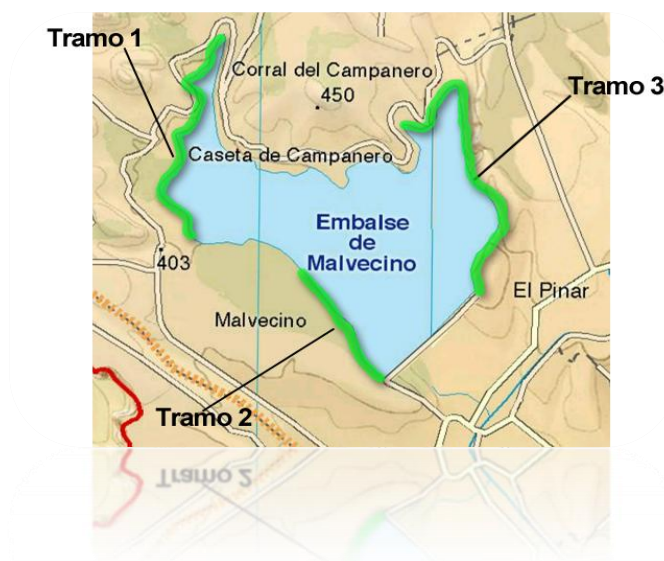 Tramo 1
Corral del Campanero
450
Tramo 3
Caseta de Campanero
Embalse
de
Malvecino
403
El Pinar
Malvecino
Tramo 2